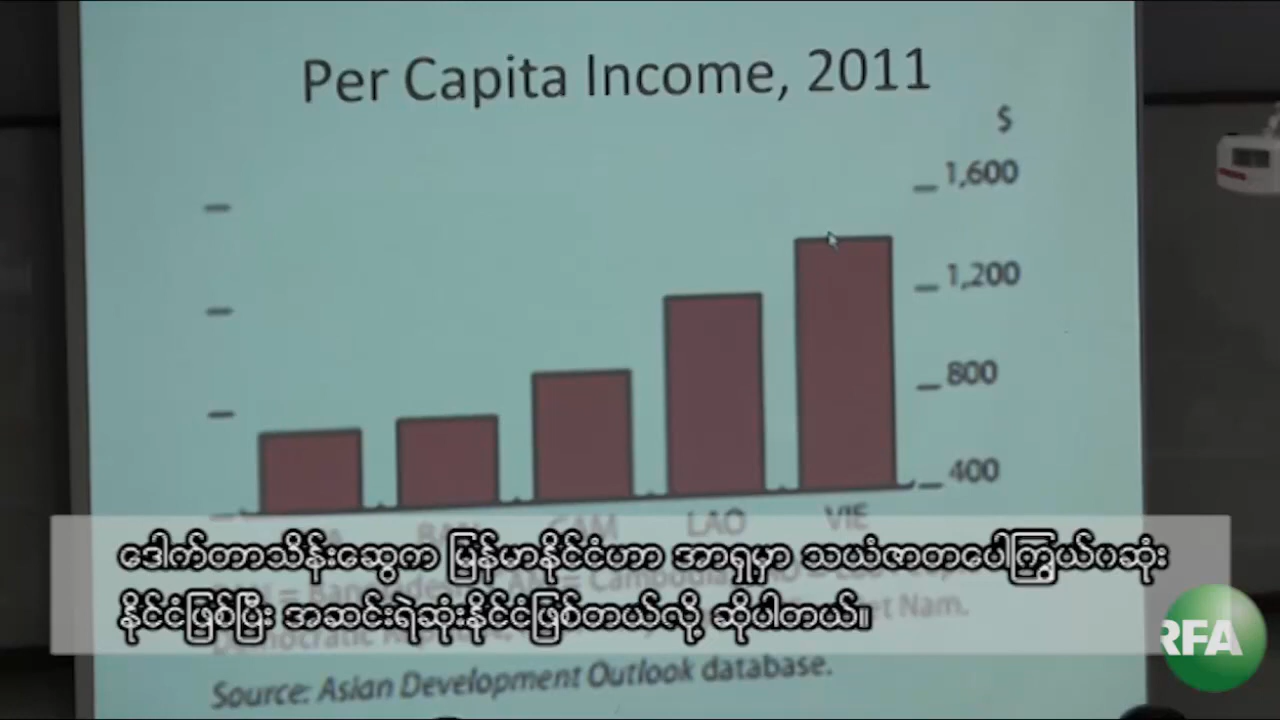 Per Capita Income, 2011
$
1,600
1,200
800
400
BAN CAM LAO VIE
ဒေါက်တာသိန်းဆွေက မြန်မာနိုင်ငံဟာ အာရှမှာ သယံဇာတပေါကြွယ်ဝဆုံး
နိုင်ငံဖြစ်ပြီး အဆင်းရဲဆုံးနိုင်ငံဖြစ်တယ်လို့ ဆိုပါတယ်။
Source: Asian Development Outlook database.
RFA